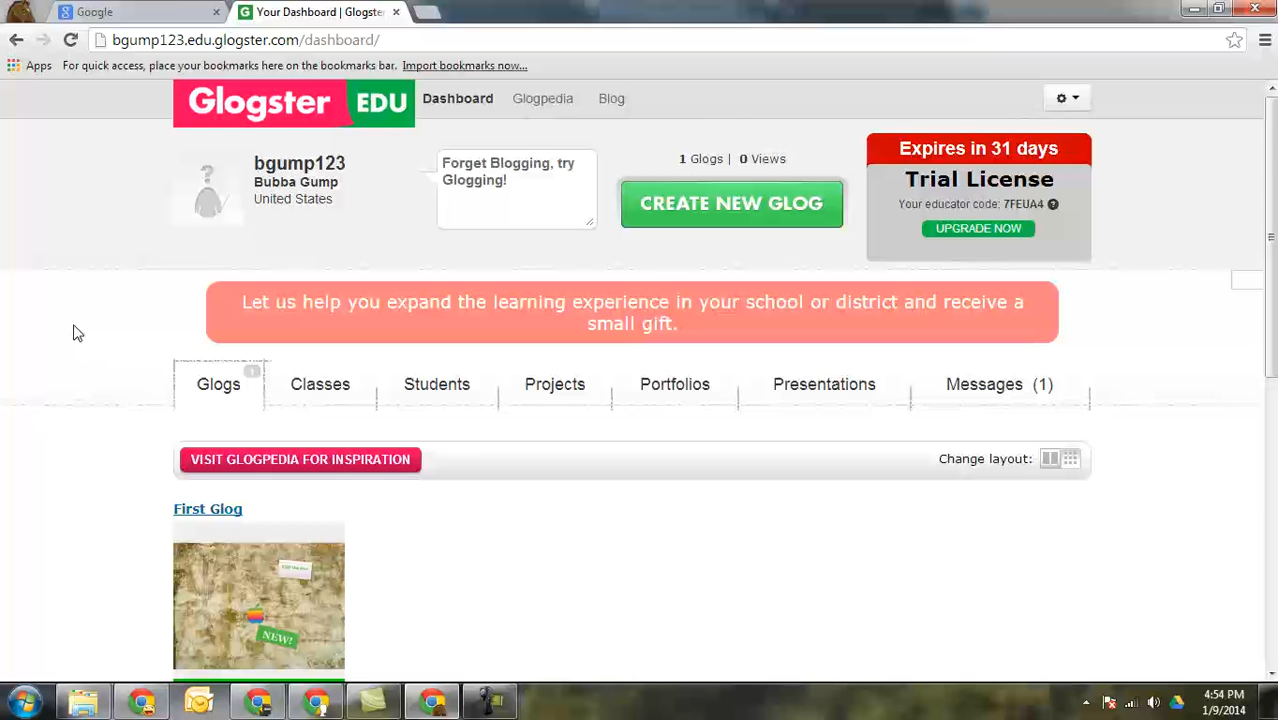 Google
Your Dashboard | Glogste
bgump123.edu.glogster.com/dashboard/
Apps For quick access, place your bookmarks here on the bookmarks bar. Import bookmarks now...
Glogster EDU Dashboard Glogpedia Blog
bgump123
Bubba Gump
United States
Forget Blogging, try
Glogging!
1 Glogs | 0 Views
CREATE NEW GLOG
Expires in 31 days
Trial License
Your educator code: 7FEUA4
UPGRADE NOW
Let us help you expand the learning experience in your school or district and receive a
small gift.
Glogs 1 Classes Students Projects Portfolios Presentations Messages (1)
VISIT GLOGPEDIA FOR INSPIRATION Change layout:
First Glog
NEW!
4:54 PM
1/9/2014